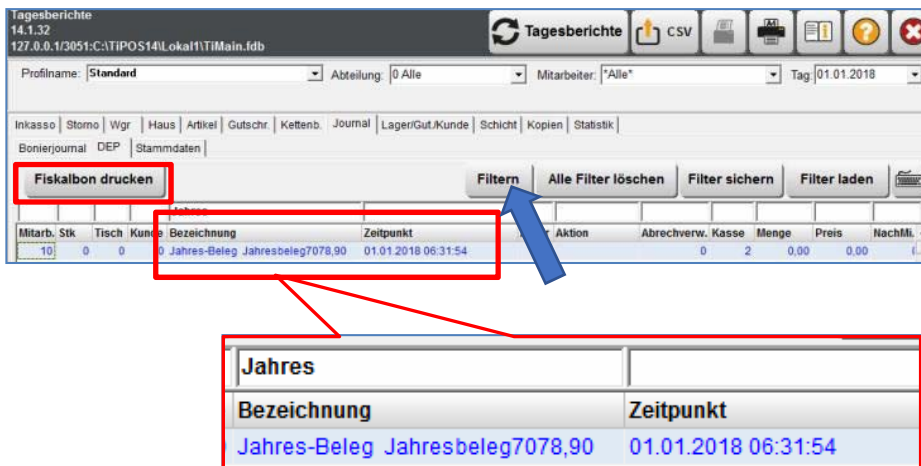 Tagesberichte
14.1.32
127.0.0.1/3051:C:\TiPOS14\Lokal1\TiMain.fdb
Tagesberichte CSV
Profilname: Standard Abteilung: 0 Alle Mitarbeiter: *Alle* Tag: 01.01.2018
Inkasso Storno Wgr Haus Artikel Gutschr. Kettenb. Journal Lager/Gut./Kunde Schicht Kopien Statistik
Bonierjournal DEP Stammdaten
Fiskalbon drucken Filtern Alle Filter löschen Filter sichern Filter laden
Jahres
Mitarb. Stk Tisch Kunde Bezeichnung Zeitpunkt Aktion Abrechverw. Kasse Menge Preis NachMi.
10 0 0 0 Jahres-Beleg Jahresbeleg7078,90 01.01.2018 06:31:54 0 2 0,00 0,00
Jahres
Bezeichnung Zeitpunkt
Jahres-Beleg Jahresbeleg7078,90 01.01.2018 06:31:54